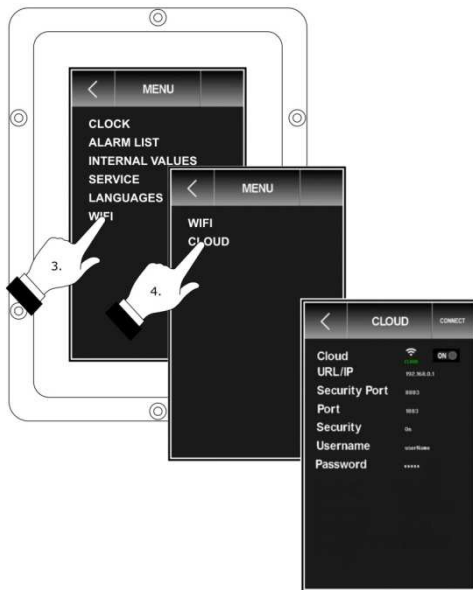 MENU
CLOCK
ALARM LIST
INTERNAL VALUES
SERVICE
LANGUAGES
WIFI
3.
MENU
WIFI
CLOUD
4.
CLOUD CONNECT
Cloud CLOUD ON
URL/IP 192.168.0.1
Security Port 8883
Port 1883
Security On
Username userName
Password •••••